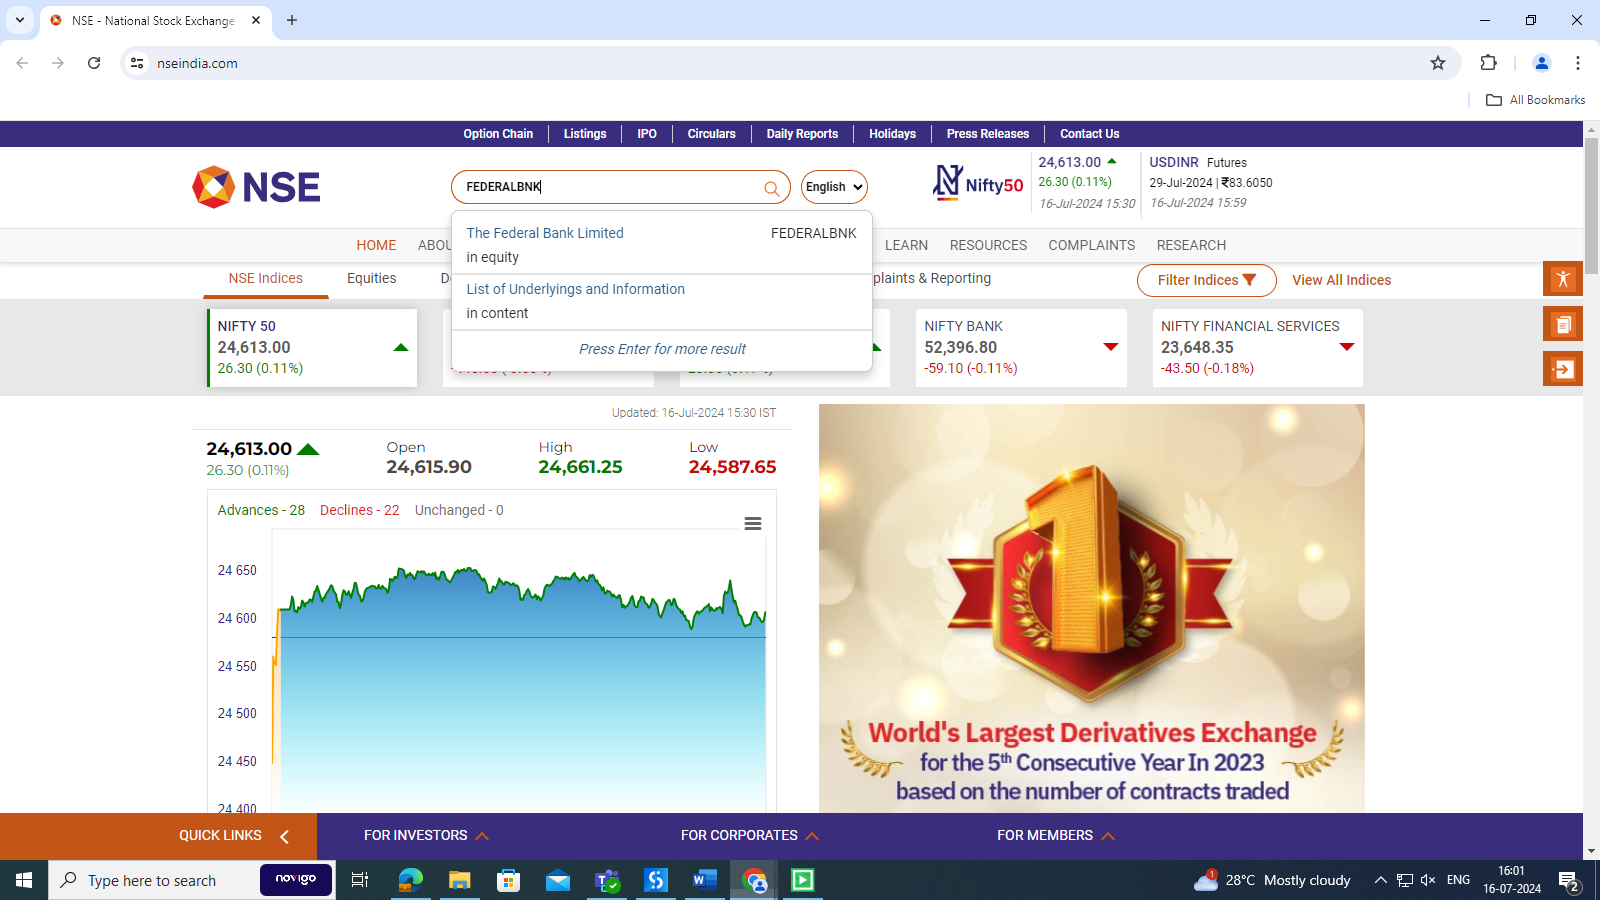 NSE - National Stock Exchange
nseindia.com
All Bookmarks
Option Chain
Listings
IPO
Circulars
Daily Reports
Holidays
Press Releases
Contact Us
NSE
FEDERALBNK
English
Nifty50
24,613.00
26.30 (0.11%)
16-Jul-2024 15:30
USDINR Futures
29-Jul-2024 | ₹83.6050
16-Jul-2024 15:59
The Federal Bank Limited FEDERALBNK
in equity
List of Underlyings and Information
in content
Press Enter for more result
HOME
ABOU
LEARN
RESOURCES
COMPLAINTS
RESEARCH
NSE Indices
Equities
D
plaints & Reporting
Filter Indices
View All Indices
NIFTY 50
24,613.00
26.30 (0.11%)
NIFTY BANK
52,396.80
-59.10 (-0.11%)
NIFTY FINANCIAL SERVICES
23,648.35
-43.50 (-0.18%)
Updated: 16-Jul-2024 15:30 IST
24,613.00
26.30 (0.11%)
Open
24,615.90
High
24,661.25
Low
24,587.65
Advances - 28 Declines - 22 Unchanged - 0
24 650
24 600
24 550
24 500
24 450
24 400
1
World's Largest Derivatives Exchange
for the 5th Consecutive Year In 2023
based on the number of contracts traded
QUICK LINKS
FOR INVESTORS
FOR CORPORATES
FOR MEMBERS
Type here to search
novigo
1
28°C Mostly cloudy
ENG
16:01
16-07-2024
2